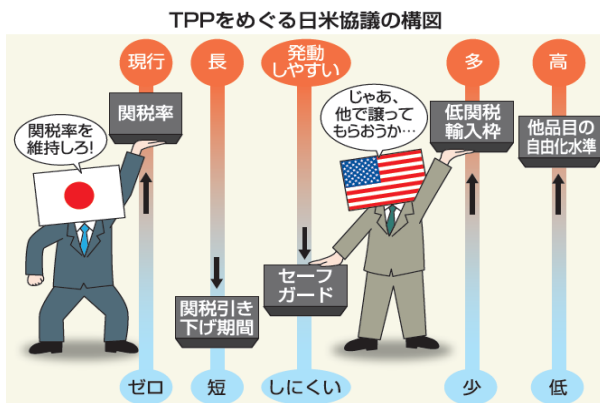 TPPをめぐる日米協議の構図
現行
長
発動
しやすい
多
高
関税率を
維持しろ!
関税率
じゃあ、
他で譲って
もらおうか…
低関税
輸入枠
他品目の
自由化水準
関税引き
下げ期間
セーフ
ガード
ゼロ
短
しにくい
少
低